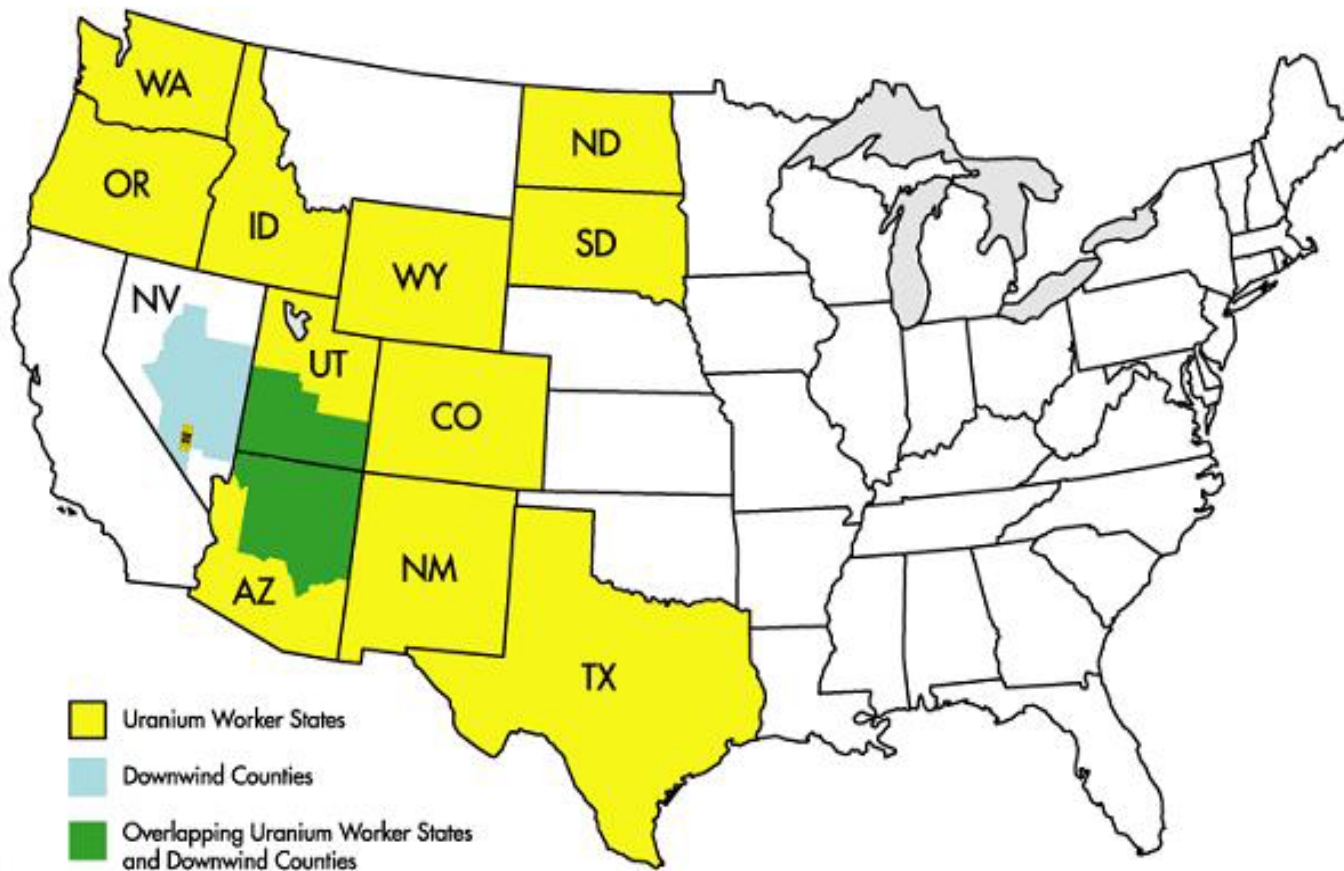 WA
OR
ID
ND
SD
WY
NV
UT
CO
AZ
NM
TX
Uranium Worker States
Downwind Counties
Overlapping Uranium Worker States
and Downwind Counties